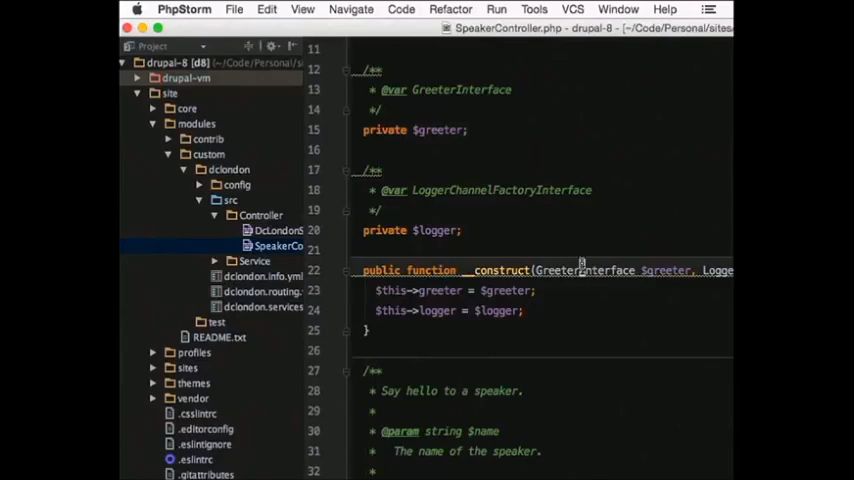 PhpStorm File Edit View Navigate Code Refactor Run Tools VCS Window Help
SpeakerController.php - drupal-8 - [~/Code/Personal/sites/
Project
drupal-8 [d8] (~/Code/Personal/si
drupal-vm
site
core
modules
contrib
custom
dclondon
config
src
Controller
DcLondonS
SpeakerCo
Service
dclondon.info.yml
dclondon.routing.
dclondon.services
test
README.txt
profiles
sites
themes
vendor
.csslintrc
.editorconfig
.eslintignore
.eslintrc
.gitattributes
11
12 /**
13 * @var GreeterInterface
14 */
15 private $greeter;
16
17 /**
18 * @var LoggerChannelFactoryInterface
19 */
20 private $logger;
21
22 public function __construct(GreeterInterface $greeter, Logge
23 $this->greeter = $greeter;
24 $this->logger = $logger;
25 }
26
27 /**
28 * Say hello to a speaker.
29 *
30 * @param string $name
31 * The name of the speaker.
32 *